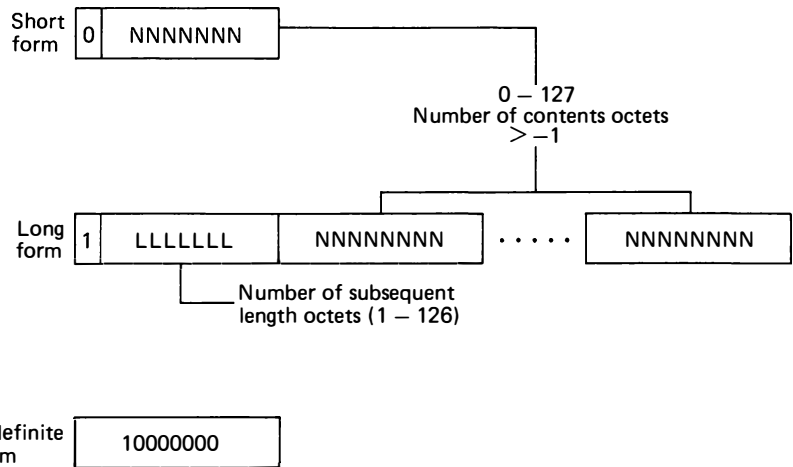 Short
form
0 NNNNNNN
0 – 127
Number of contents octets
> –1
Long
form
1 LLLLLLL NNNNNNNN ..... NNNNNNNN
Number of subsequent
length octets (1 – 126)
definite
m
10000000